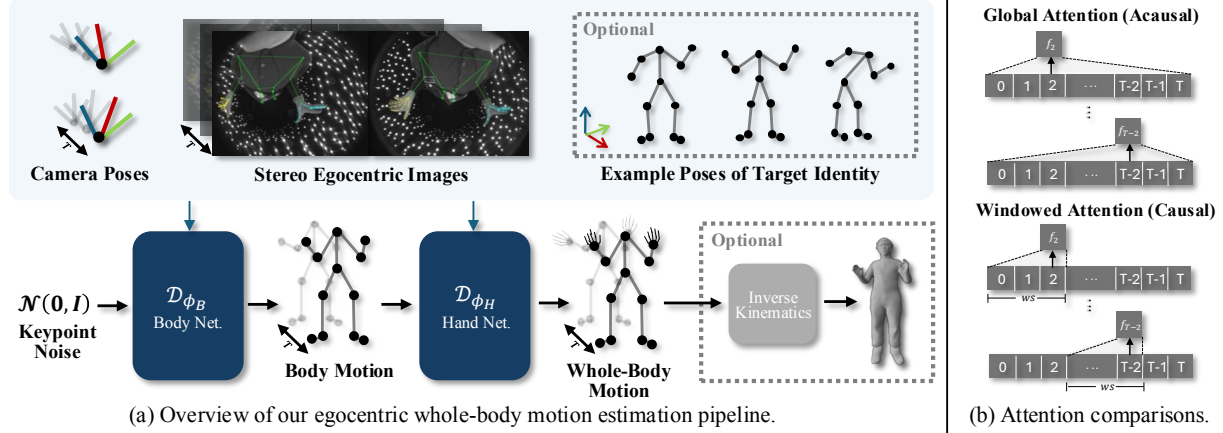 Optional
T
T
Camera Poses
Stereo Egocentric Images
Example Poses of Target Identity
𝒩(0, I)
Keypoint
Noise
𝒟ϕB
Body Net.
T
Body Motion
𝒟ϕH
Hand Net.
T
Whole-Body
Motion
Optional
Inverse
Kinematics
(a) Overview of our egocentric whole-body motion estimation pipeline.
Global Attention (Acausal)
f2
0 1 2 ... T-2 T-1 T
...
fT−2
0 1 2 ... T-2 T-1 T
Windowed Attention (Causal)
f2
0 1 2 ... T-2 T-1 T
ws
...
fT−2
0 1 2 ... T-2 T-1 T
ws
(b) Attention comparisons.